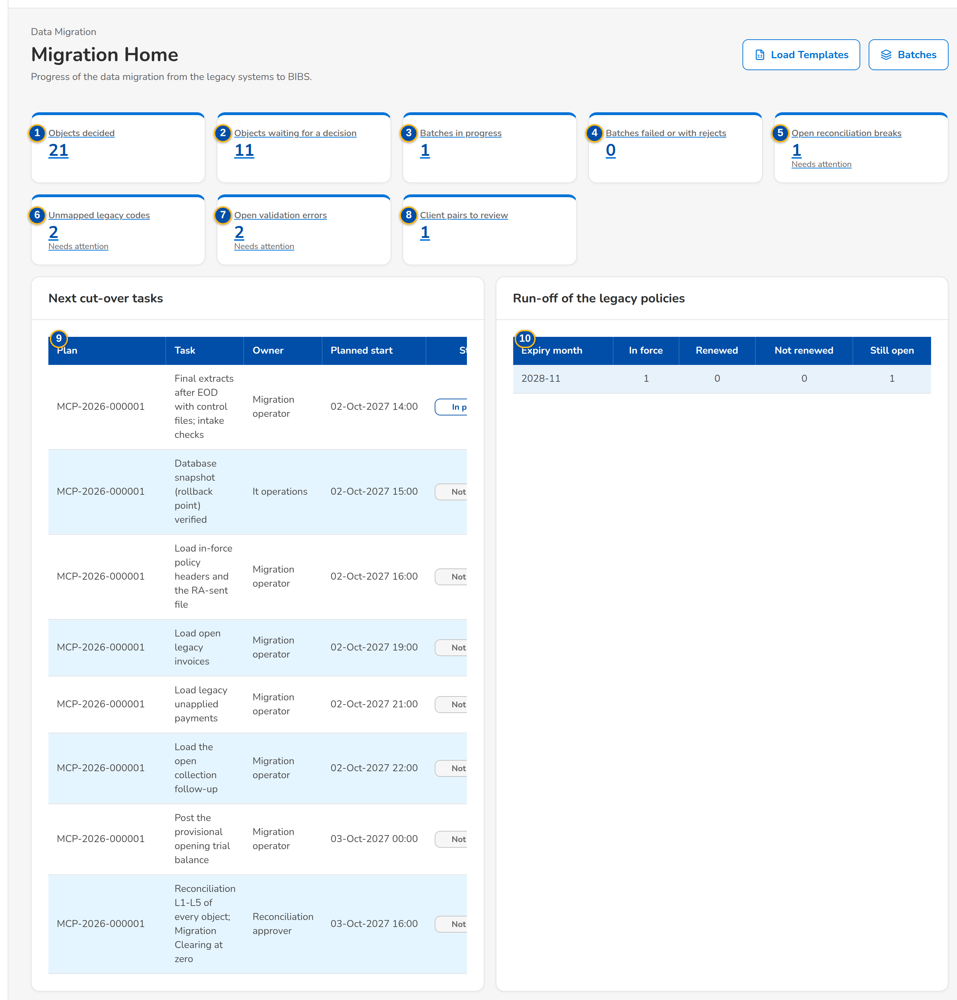 Data Migration
Migration Home
Progress of the data migration from the legacy systems to BIBS.
Load Templates
Batches
1 Objects decided
21
2 Objects waiting for a decision
11
3 Batches in progress
1
4 Batches failed or with rejects
0
5 Open reconciliation breaks
1
Needs attention
6 Unmapped legacy codes
2
Needs attention
7 Open validation errors
2
Needs attention
8 Client pairs to review
1
Next cut-over tasks
9
Plan Task Owner Planned start St
MCP-2026-000001
Final extracts
after EOD
with control
files; intake
checks
Migration
operator
02-Oct-2027 14:00
In p
MCP-2026-000001
Database
snapshot
(rollback
point)
verified
It operations
02-Oct-2027 15:00
Not
MCP-2026-000001
Load in-force
policy
headers and
the RA-sent
file
Migration
operator
02-Oct-2027 16:00
Not
MCP-2026-000001
Load open
legacy
invoices
Migration
operator
02-Oct-2027 19:00
Not
MCP-2026-000001
Load legacy
unapplied
payments
Migration
operator
02-Oct-2027 21:00
Not
MCP-2026-000001
Load the
open
collection
follow-up
Migration
operator
02-Oct-2027 22:00
Not
MCP-2026-000001
Post the
provisional
opening trial
balance
Migration
operator
03-Oct-2027 00:00
Not
MCP-2026-000001
Reconciliation
L1-L5 of
every object;
Migration
Clearing at
zero
Reconciliation
approver
03-Oct-2027 16:00
Not
Run-off of the legacy policies
10
Expiry month In force Renewed Not renewed Still open
2028-11 1 0 0 1